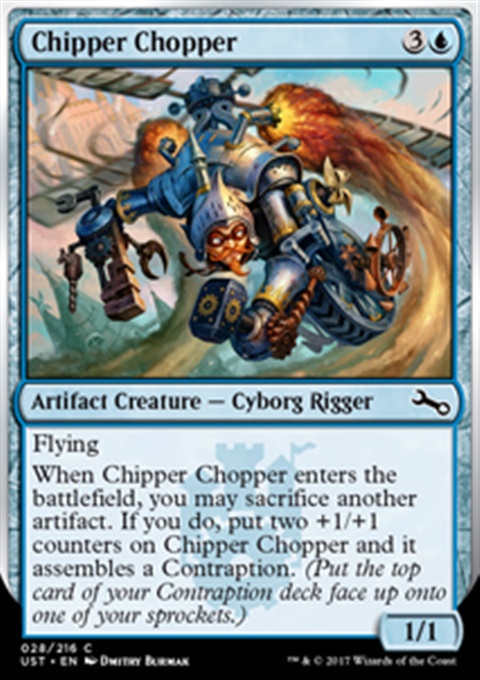 Chipper Chopper 3
Artifact Creature — Cyborg Rigger
Flying
When Chipper Chopper enters the
battlefield, you may sacrifice another
artifact. If you do, put two +1/+1
counters on Chipper Chopper and it
assembles a Contraption. (Put the top
card of your Contraption deck face up onto
one of your sprockets.)
1/1
028/216 C
UST • EN Dmitry Burmak
™ & © 2017 Wizards of the Coast